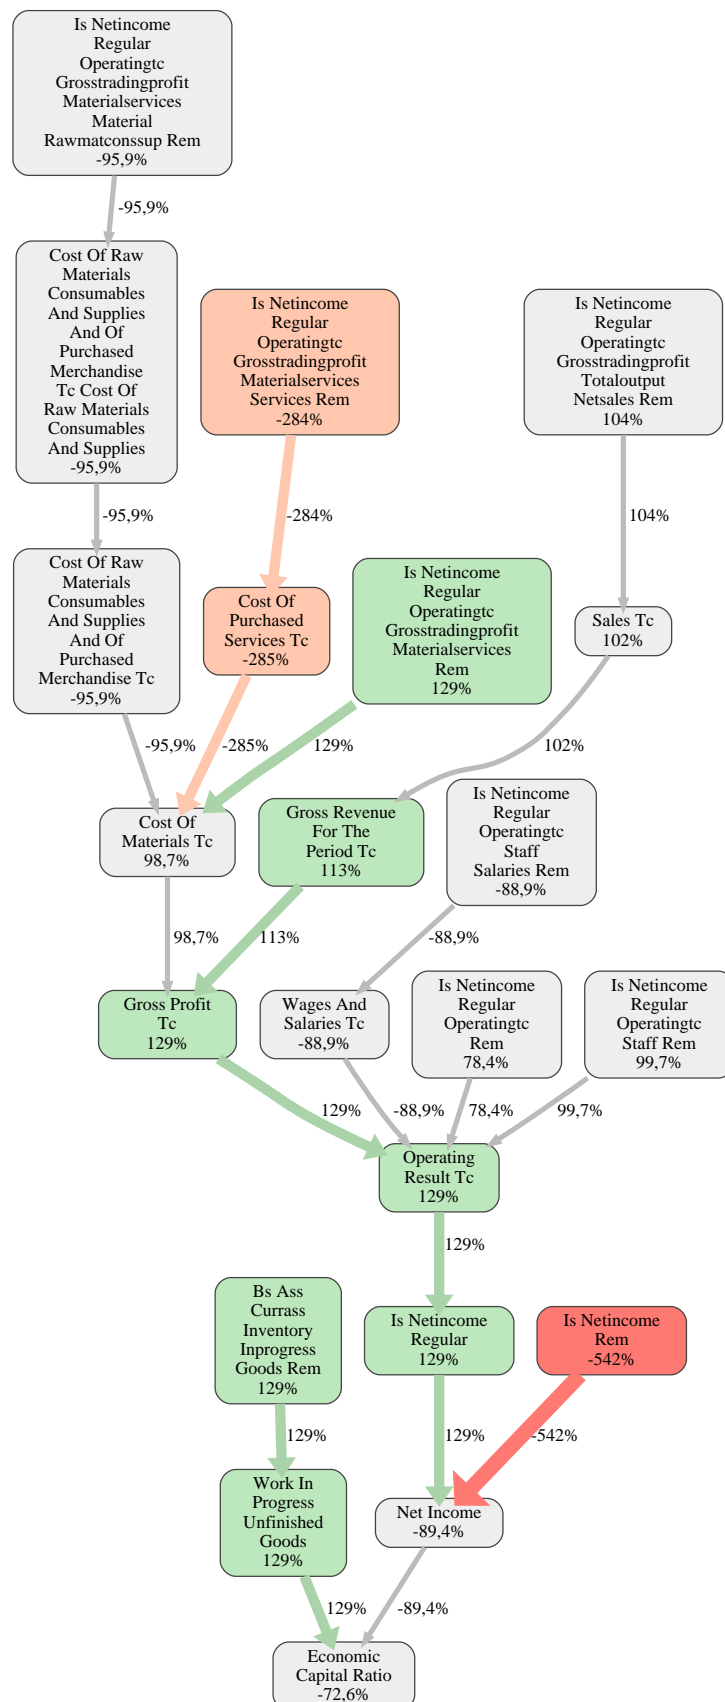 Is Netincome
Regular
Operatingtc
Grosstradingprofit
Materialservices
Material
Rawmatconssup Rem
-95,9%
-95,9%
Cost Of Raw
Materials
Consumables
And Supplies
And Of
Purchased
Merchandise
Tc Cost Of
Raw Materials
Consumables
And Supplies
-95,9%
Is Netincome
Regular
Operatingtc
Grosstradingprofit
Materialservices
Services Rem
-284%
Is Netincome
Regular
Operatingtc
Grosstradingprofit
Totaloutput
Netsales Rem
104%
-95,9%
-284%
104%
Cost Of Raw
Materials
Consumables
And Supplies
And Of
Purchased
Merchandise Tc
-95,9%
Cost Of
Purchased
Services Tc
-285%
Is Netincome
Regular
Operatingtc
Grosstradingprofit
Materialservices
Rem
129%
Sales Tc
102%
-95,9%
-285%
129%
102%
Cost Of
Materials Tc
98,7%
Gross Revenue
For The
Period Tc
113%
Is Netincome
Regular
Operatingtc
Staff
Salaries Rem
-88,9%
98,7%
113%
-88,9%
Gross Profit
Tc
129%
Wages And
Salaries Tc
-88,9%
Is Netincome
Regular
Operatingtc
Rem
78,4%
Is Netincome
Regular
Operatingtc
Staff Rem
99,7%
129%
-88,9%
78,4%
99,7%
Operating
Result Tc
129%
129%
Bs Ass
Currass
Inventory
Inprogress
Goods Rem
129%
Is Netincome
Regular
129%
Is Netincome
Rem
-542%
129%
129%
-542%
Work In
Progress
Unfinished
Goods
129%
Net Income
-89,4%
129%
-89,4%
Economic
Capital Ratio
-72,6%